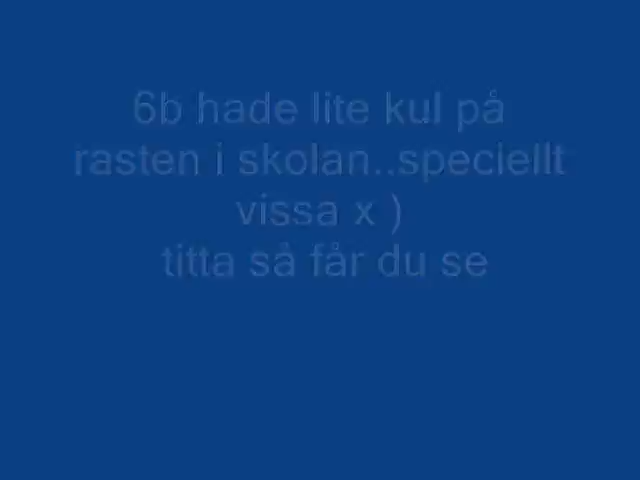 6b hade lite kul på
rasten i skolan..speciellt
vissa x )
titta så får du se